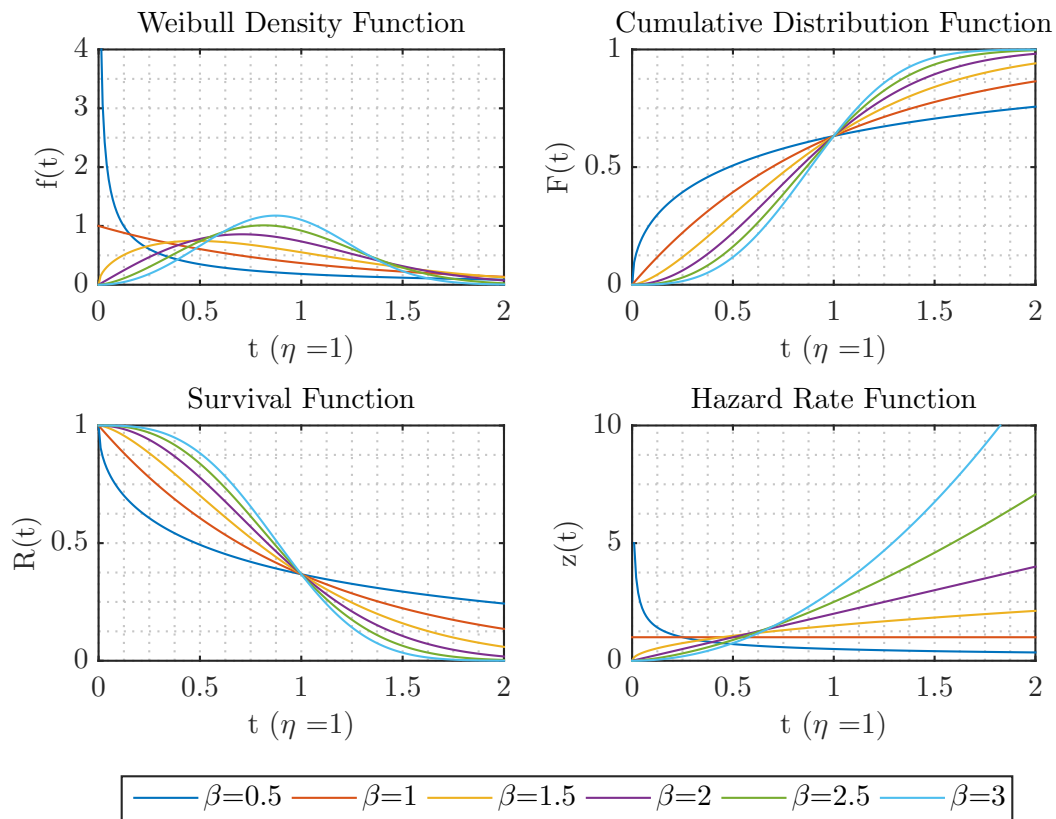 Weibull Density Function
4
3
2
1
0
f(t)
0 0.5 1 1.5 2
t (η =1)
Cumulative Distribution Function
1
0.5
0
F(t)
0 0.5 1 1.5 2
t (η =1)
Survival Function
1
0.5
0
R(t)
0 0.5 1 1.5 2
t (η =1)
Hazard Rate Function
10
5
0
z(t)
0 0.5 1 1.5 2
t (η =1)
β=0.5 β=1 β=1.5 β=2 β=2.5 β=3